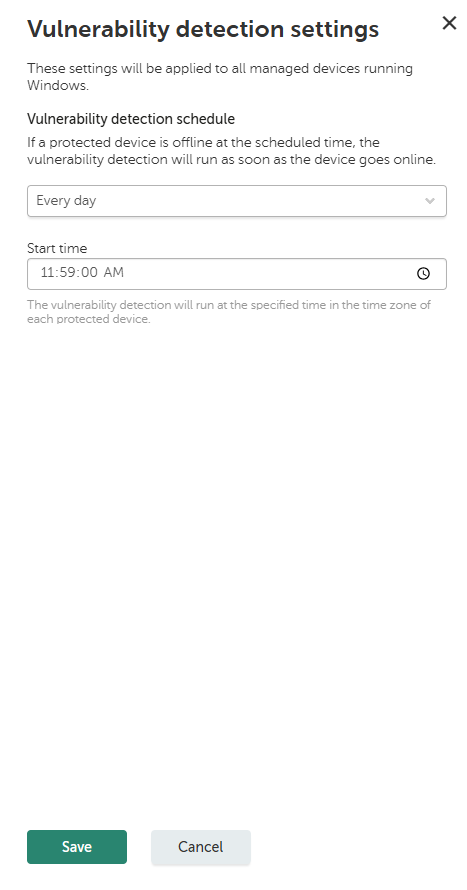 Vulnerability detection settings
These settings will be applied to all managed devices running
Windows.
Vulnerability detection schedule
If a protected device is offline at the scheduled time, the
vulnerability detection will run as soon as the device goes online.
Every day
Start time
11:59:00 AM
The vulnerability detection will run at the specified time in the time zone of
each protected device.
Save
Cancel